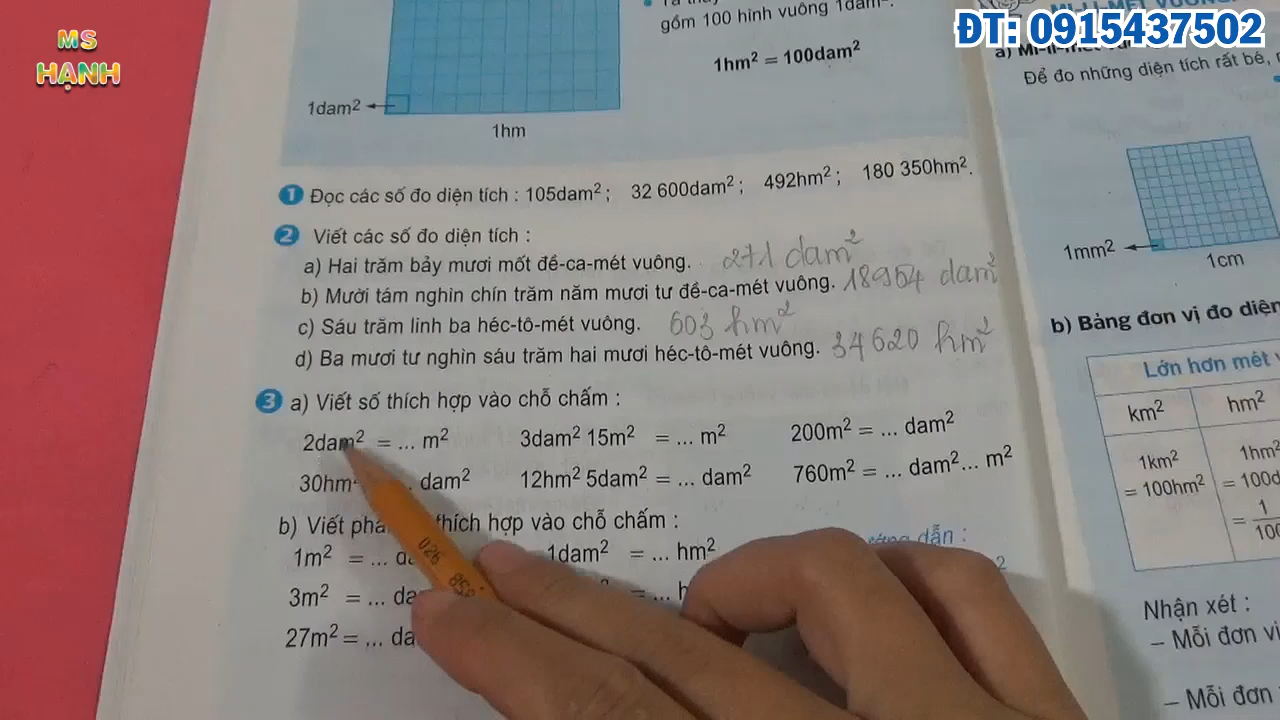 MS
HẠNH
ĐT: 0915437502
gồm 100 hình vuông 1dam².
1hm² = 100dam²
1dam²
1hm
1 Đọc các số đo diện tích : 105dam² ; 32 600dam² ; 492hm² ; 180 350hm².
2 Viết các số đo diện tích :
a) Hai trăm bảy mươi mốt đề-ca-mét vuông. 271 dam²
b) Mười tám nghìn chín trăm năm mươi tư đề-ca-mét vuông. 18954 dam²
c) Sáu trăm linh ba héc-tô-mét vuông. 603 hm²
d) Ba mươi tư nghìn sáu trăm hai mươi héc-tô-mét vuông. 34620 hm²
3 a) Viết số thích hợp vào chỗ chấm :
2dam² = ... m² 3dam² 15m² = ... m² 200m² = ... dam²
30hm² dam² 12hm² 5dam² = ... dam² 760m² = ... dam² ... m²
b) Viết thích hợp vào chỗ chấm :
1m² = ... 1dam² = ... hm²
3m² = ...
27m² = ...
dẫn :
a)
Để đo những diện tích rất bé,
1mm²
1cm
b) Bảng đơn vị đo diện
Lớn hơn mét
km² hm²
1km² 1hm²
= 100hm² = 100d
= 1
Nhận xét :
– Mỗi đơn vị
– Mỗi đơn